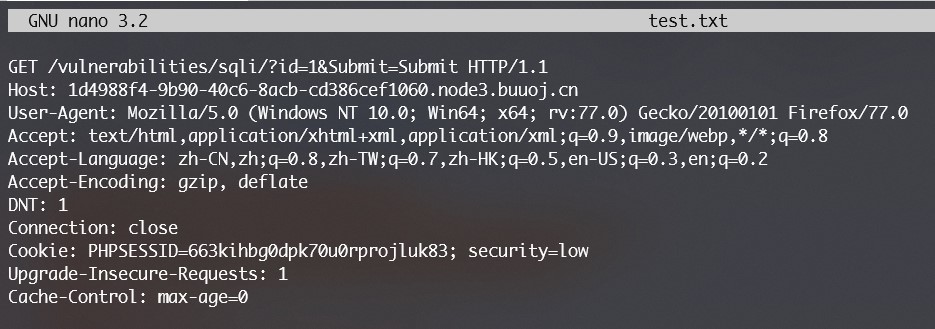 GNU nano 3.2 test.txt
GET /vulnerabilities/sqli/?id=1&Submit=Submit HTTP/1.1
Host: 1d4988f4-9b90-40c6-8acb-cd386cef1060.node3.buuoj.cn
User-Agent: Mozilla/5.0 (Windows NT 10.0; Win64; x64; rv:77.0) Gecko/20100101 Firefox/77.0
Accept: text/html,application/xhtml+xml,application/xml;q=0.9,image/webp,*/*;q=0.8
Accept-Language: zh-CN,zh;q=0.8,zh-TW;q=0.7,zh-HK;q=0.5,en-US;q=0.3,en;q=0.2
Accept-Encoding: gzip, deflate
DNT: 1
Connection: close
Cookie: PHPSESSID=663kihbg0dpk70u0rprojluk83; security=low
Upgrade-Insecure-Requests: 1
Cache-Control: max-age=0